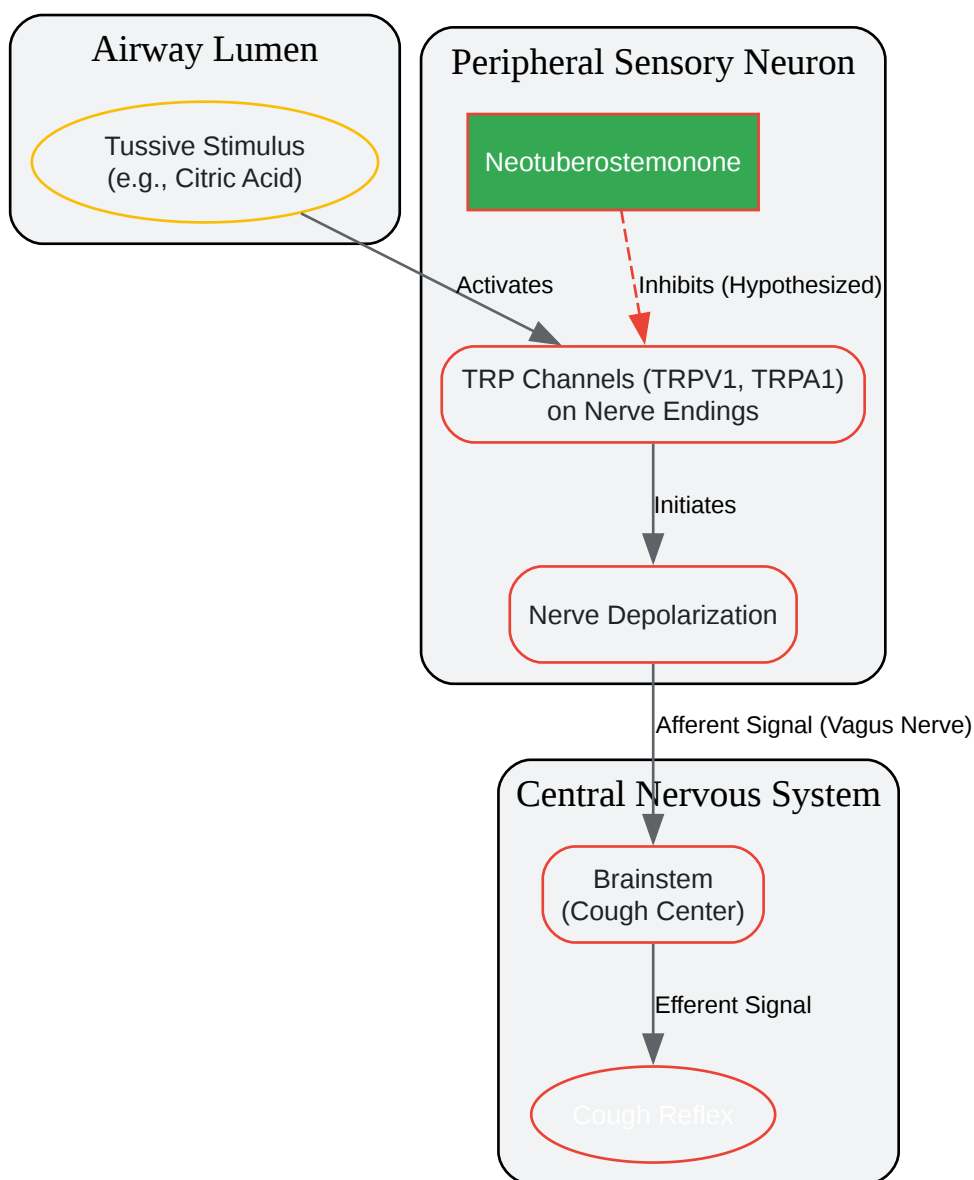 Airway Lumen
Tussive Stimulus
(e.g., Citric Acid)
Peripheral Sensory Neuron
Neotuberostemonone
Activates
Inhibits (Hypothesized)
TRP Channels (TRPV1, TRPA1)
on Nerve Endings
Initiates
Nerve Depolarization
Afferent Signal (Vagus Nerve)
Central Nervous System
Brainstem
(Cough Center)
Efferent Signal
Cough Reflex